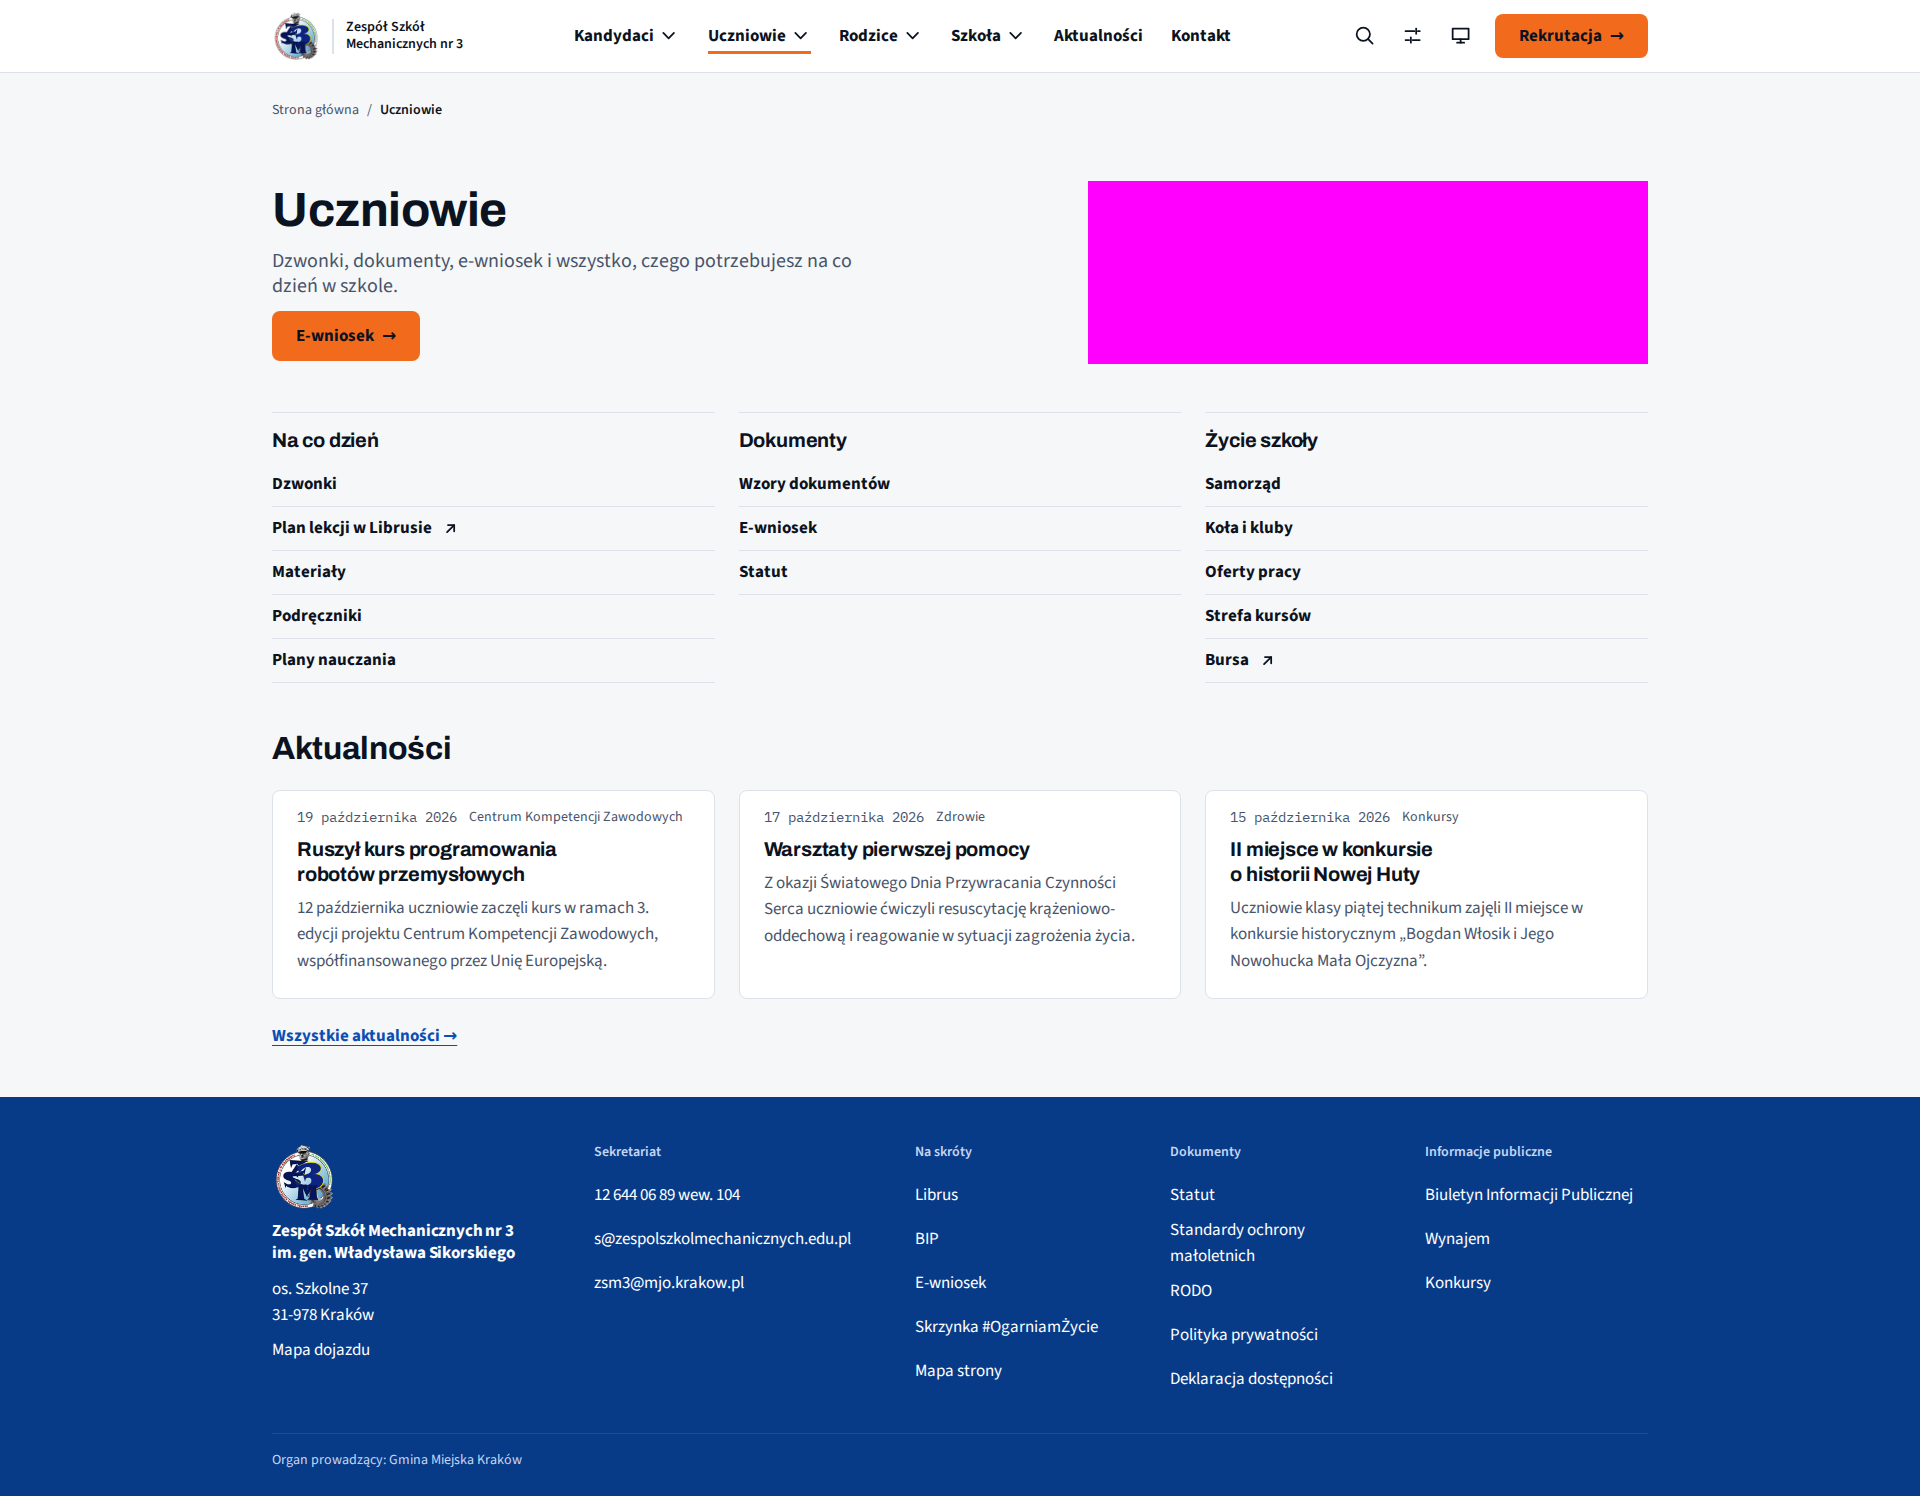 Zespół Szkół
Mechanicznych nr 3
Kandydaci
Uczniowie
Rodzice
Szkoła
Aktualności
Kontakt
Rekrutacja →
Strona główna / Uczniowie
Uczniowie
Dzwonki, dokumenty, e-wniosek i wszystko, czego potrzebujesz na co
dzień w szkole.
E-wniosek →
Na co dzień
Dzwonki
Plan lekcji w Librusie
Materiały
Podręczniki
Plany nauczania
Dokumenty
Wzory dokumentów
E-wniosek
Statut
Życie szkoły
Samorząd
Koła i kluby
Oferty pracy
Strefa kursów
Bursa
Aktualności
19 października 2026 Centrum Kompetencji Zawodowych
Ruszył kurs programowania
robotów przemysłowych
12 października uczniowie zaczęli kurs w ramach 3.
edycji projektu Centrum Kompetencji Zawodowych,
współfinansowanego przez Unię Europejską.
17 października 2026 Zdrowie
Warsztaty pierwszej pomocy
Z okazji Światowego Dnia Przywracania Czynności
Serca uczniowie ćwiczyli resuscytację krążeniowo-
oddechową i reagowanie w sytuacji zagrożenia życia.
15 października 2026 Konkursy
II miejsce w konkursie
o historii Nowej Huty
Uczniowie klasy piątej technikum zajęli II miejsce w
konkursie historycznym „Bogdan Włosik i Jego
Nowohucka Mała Ojczyzna”.
Wszystkie aktualności →
Zespół Szkół Mechanicznych nr 3
im. gen. Władysława Sikorskiego
os. Szkolne 37
31-978 Kraków
Mapa dojazdu
Sekretariat
12 644 06 89 wew. 104
s@zespolszkolmechanicznych.edu.pl
zsm3@mjo.krakow.pl
Na skróty
Librus
BIP
E-wniosek
Skrzynka #OgarniamŻycie
Mapa strony
Dokumenty
Statut
Standardy ochrony
małoletnich
RODO
Polityka prywatności
Deklaracja dostępności
Informacje publiczne
Biuletyn Informacji Publicznej
Wynajem
Konkursy
Organ prowadzący: Gmina Miejska Kraków